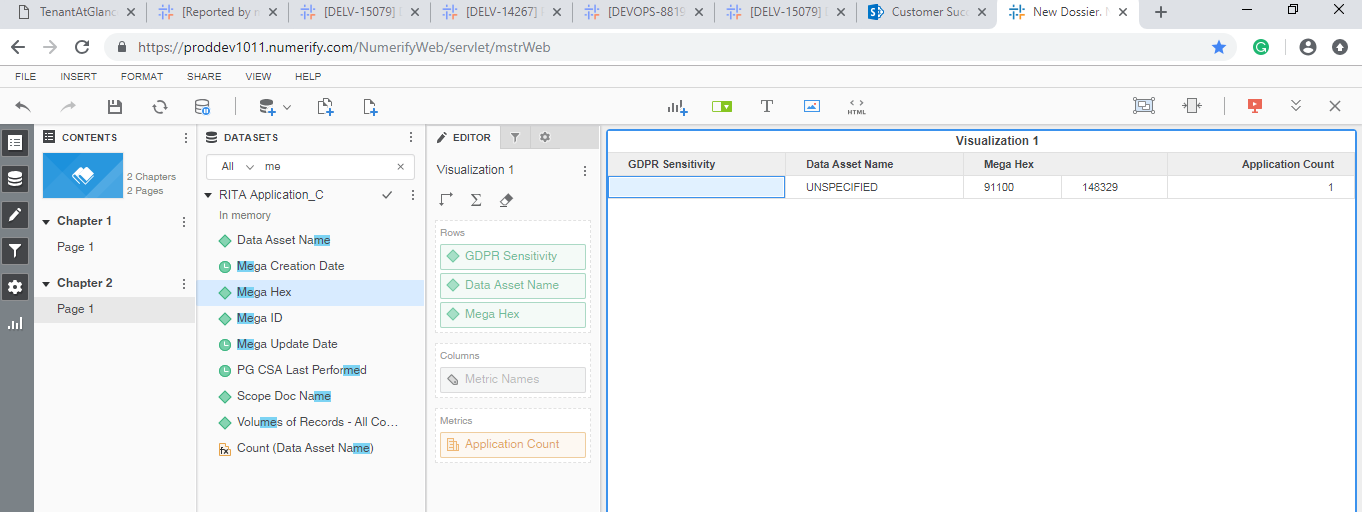 TenantAtGlanc
[Reported by
[DELV-15079]
[DELV-14267]
[DEVOPS-8819
[DELV-15079]
Customer Succ
New Dossier.
https://proddev1011.numerify.com/NumerifyWeb/servlet/mstrWeb
FILE INSERT FORMAT SHARE VIEW HELP
HTML
CONTENTS
2 Chapters
2 Pages
Chapter 1
Page 1
Chapter 2
Page 1
DATASETS
All me
RITA Application_C
In memory
Data Asset Name
Mega Creation Date
Mega Hex
Mega ID
Mega Update Date
PG CSA Last Performed
Scope Doc Name
Volumes of Records - All Co...
fx Count (Data Asset Name)
EDITOR
Visualization 1
Rows
GDPR Sensitivity
Data Asset Name
Mega Hex
Columns
Metric Names
Metrics
Application Count
Visualization 1
GDPR Sensitivity Data Asset Name Mega Hex Application Count
UNSPECIFIED 91100 148329 1